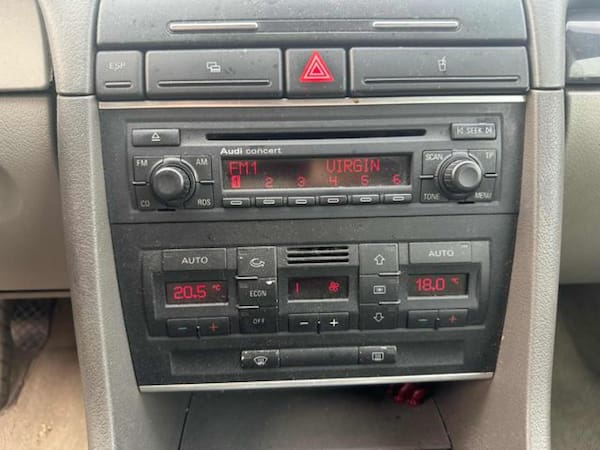 ESP
SEEK
Audi concert
FM AM
FM1 VIRGIN
SCAN TP
1 2 3 4 5 6
CD RDS
TONE MENU
AUTO
AUTO
20.5 °C
ECON
1
18.0 °C
- +
OFF
- +
- +